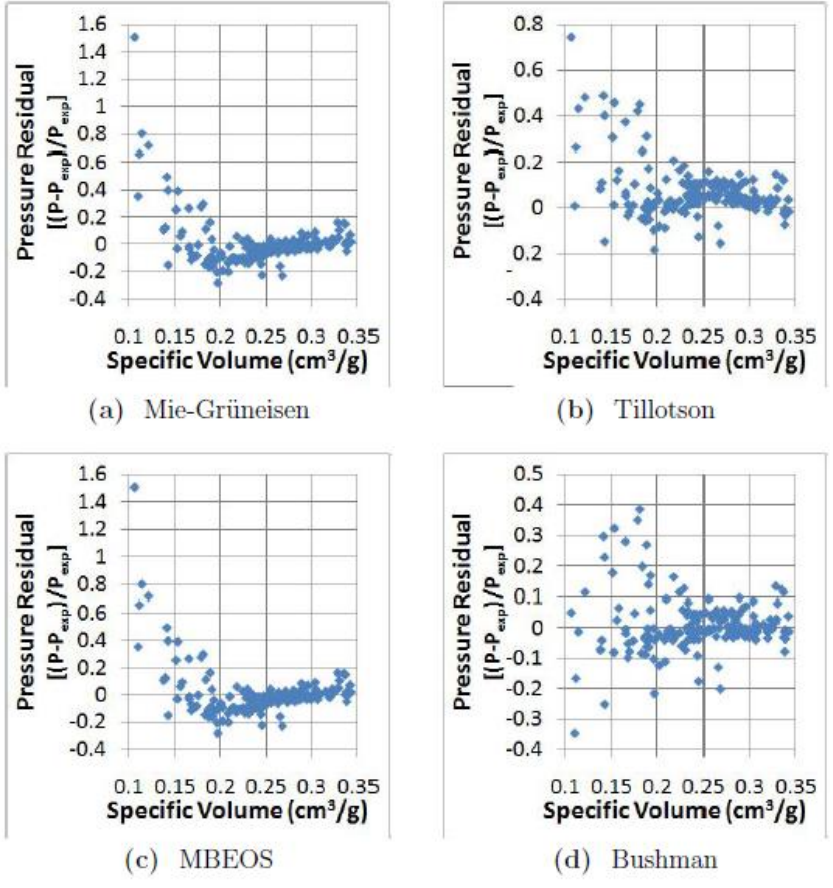 Pressure Residual
[(P-Pexp)/Pexp]
1.6
1.4
1.2
1
0.8
0.6
0.4
0.2
0
-0.2
-0.4
0.1 0.15 0.2 0.25 0.3 0.35
Specific Volume (cm³/g)
(a) Mie-Grüneisen
Pressure Residual
[(P-Pexp)/Pexp]
0.8
0.6
0.4
0.2
0
0.2
-
-0.4
0.1 0.15 0.2 0.25 0.3 0.35
Specific Volume (cm³/g)
(b) Tillotson
Pressure Residual
[(P-Pexp)/Pexp]
1.6
1.4
1.2
1
0.8
0.6
0.4
0.2
0
-0.2
-0.4
0.1 0.15 0.2 0.25 0.3 0.35
Specific Volume (cm³/g)
(c) MBEOS
Pressure Residual
[(P-Pexp)/Pexp]
0.5
0.4
0.3
0.2
0.1
0
-0.1
-0.2
-0.3
-0.4
0.1 0.15 0.2 0.25 0.3 0.35
Specific Volume (cm³/g)
(d) Bushman